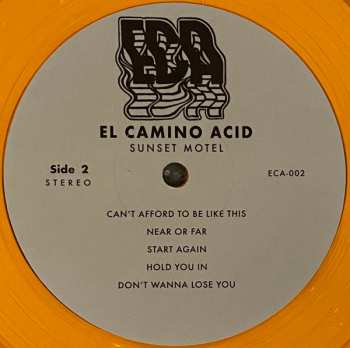 ECA
EL CAMINO ACID
SUNSET MOTEL
Side 2
STEREO
ECA-002
CAN'T AFFORD TO BE LIKE THIS
NEAR OR FAR
START AGAIN
HOLD YOU IN
DON'T WANNA LOSE YOU